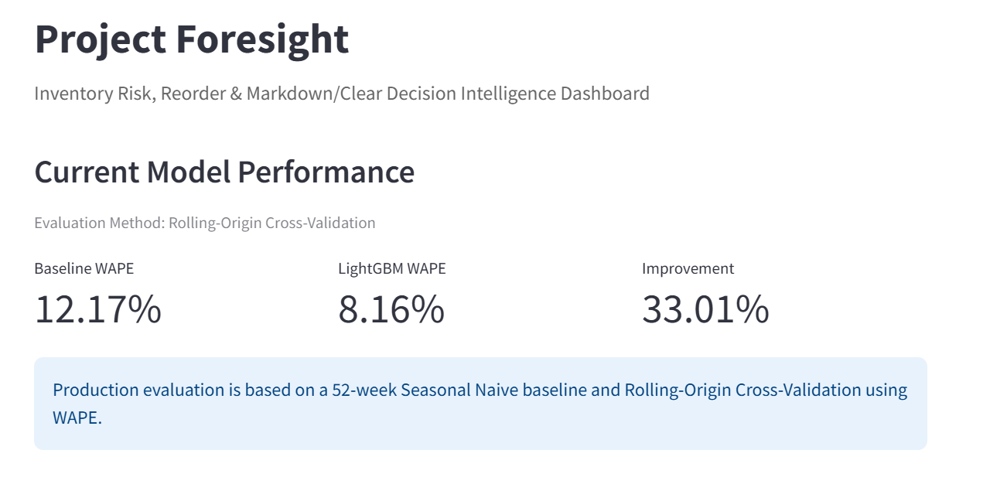 Project Foresight
Inventory Risk, Reorder & Markdown/Clear Decision Intelligence Dashboard
Current Model Performance
Evaluation Method: Rolling-Origin Cross-Validation
Baseline WAPE
12.17%
LightGBM WAPE
8.16%
Improvement
33.01%
Production evaluation is based on a 52-week Seasonal Naive baseline and Rolling-Origin Cross-Validation using
WAPE.